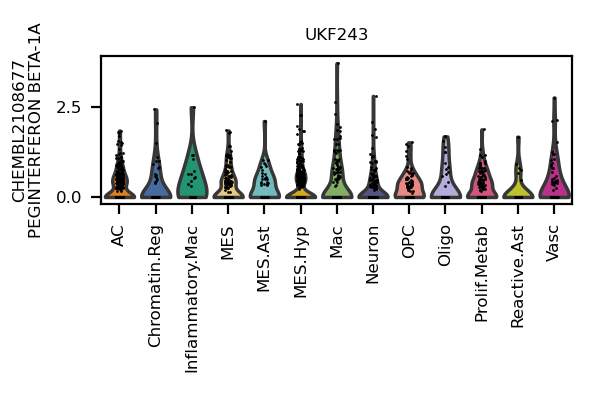 UKF243
CHEMBL2108677
PEGINTERFERON BETA-1A
2.5
0.0
AC
Chromatin.Reg
Inflammatory.Mac
MES
MES.Ast
MES.Hyp
Mac
Neuron
OPC
Oligo
Prolif.Metab
Reactive.Ast
Vasc